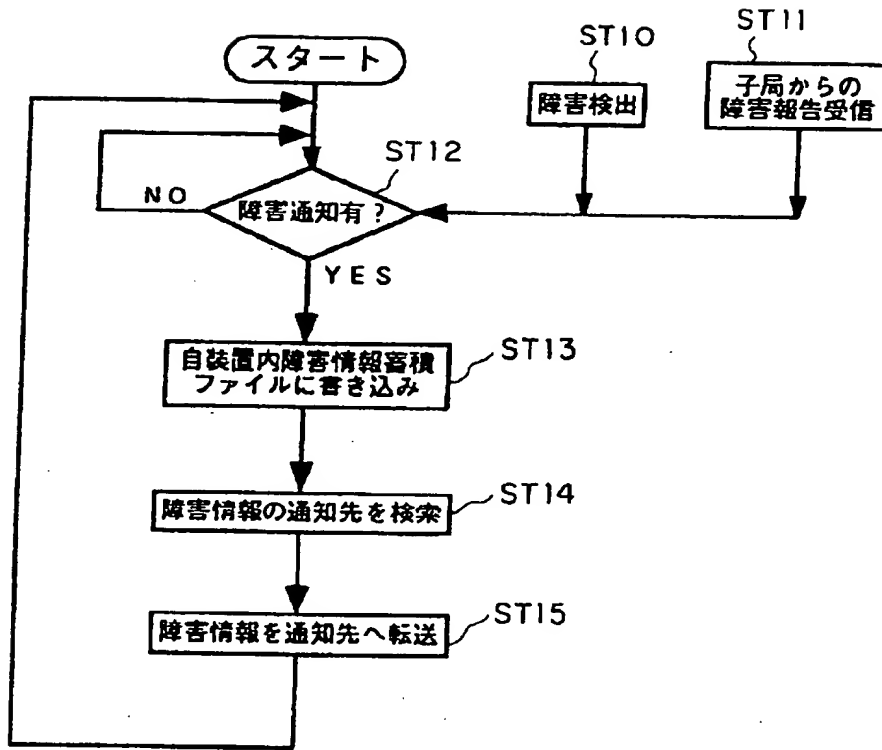 スタート
ST10
障害検出
ST11
子局からの
障害報告受信
ST12
障害通知有?
NO
YES
ST13
自装置内障害情報蓄積
ファイルに書き込み
ST14
障害情報の通知先を検索
ST15
障害情報を通知先へ転送